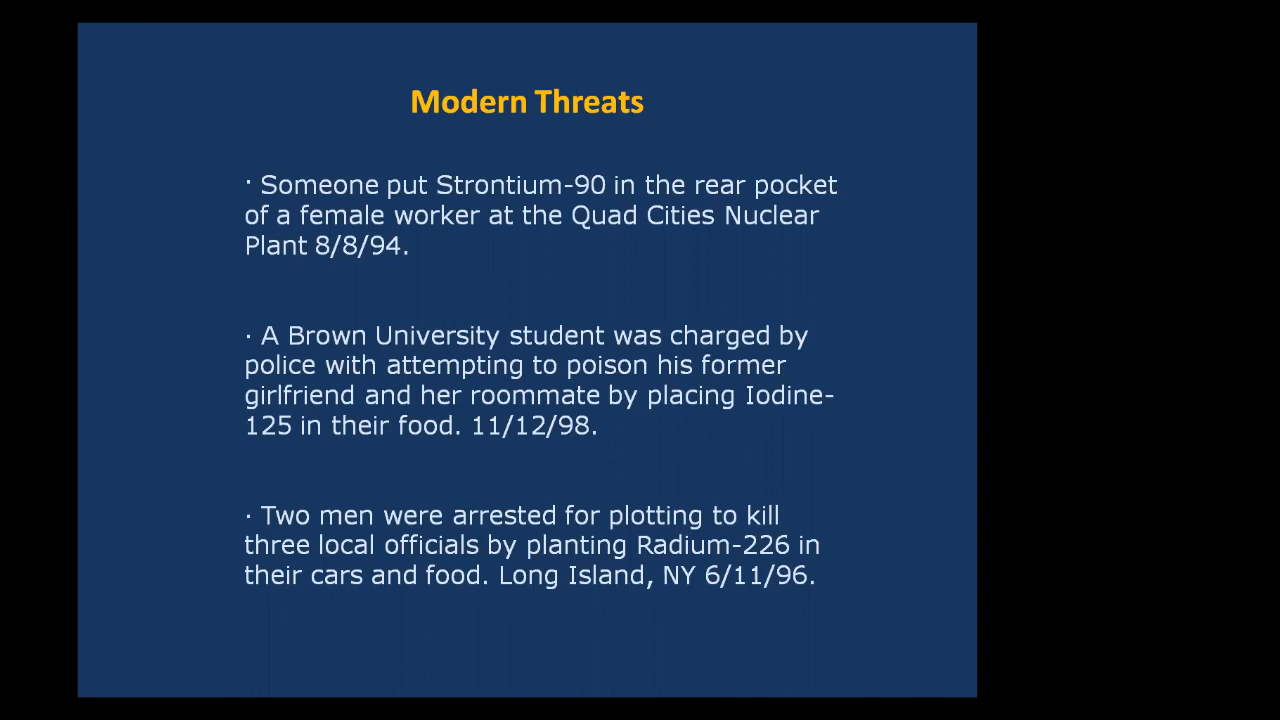 Modern Threats
· Someone put Strontium-90 in the rear pocket
of a female worker at the Quad Cities Nuclear
Plant 8/8/94.
· A Brown University student was charged by
police with attempting to poison his former
girlfriend and her roommate by placing Iodine-
125 in their food. 11/12/98.
· Two men were arrested for plotting to kill
three local officials by planting Radium-226 in
their cars and food. Long Island, NY 6/11/96.